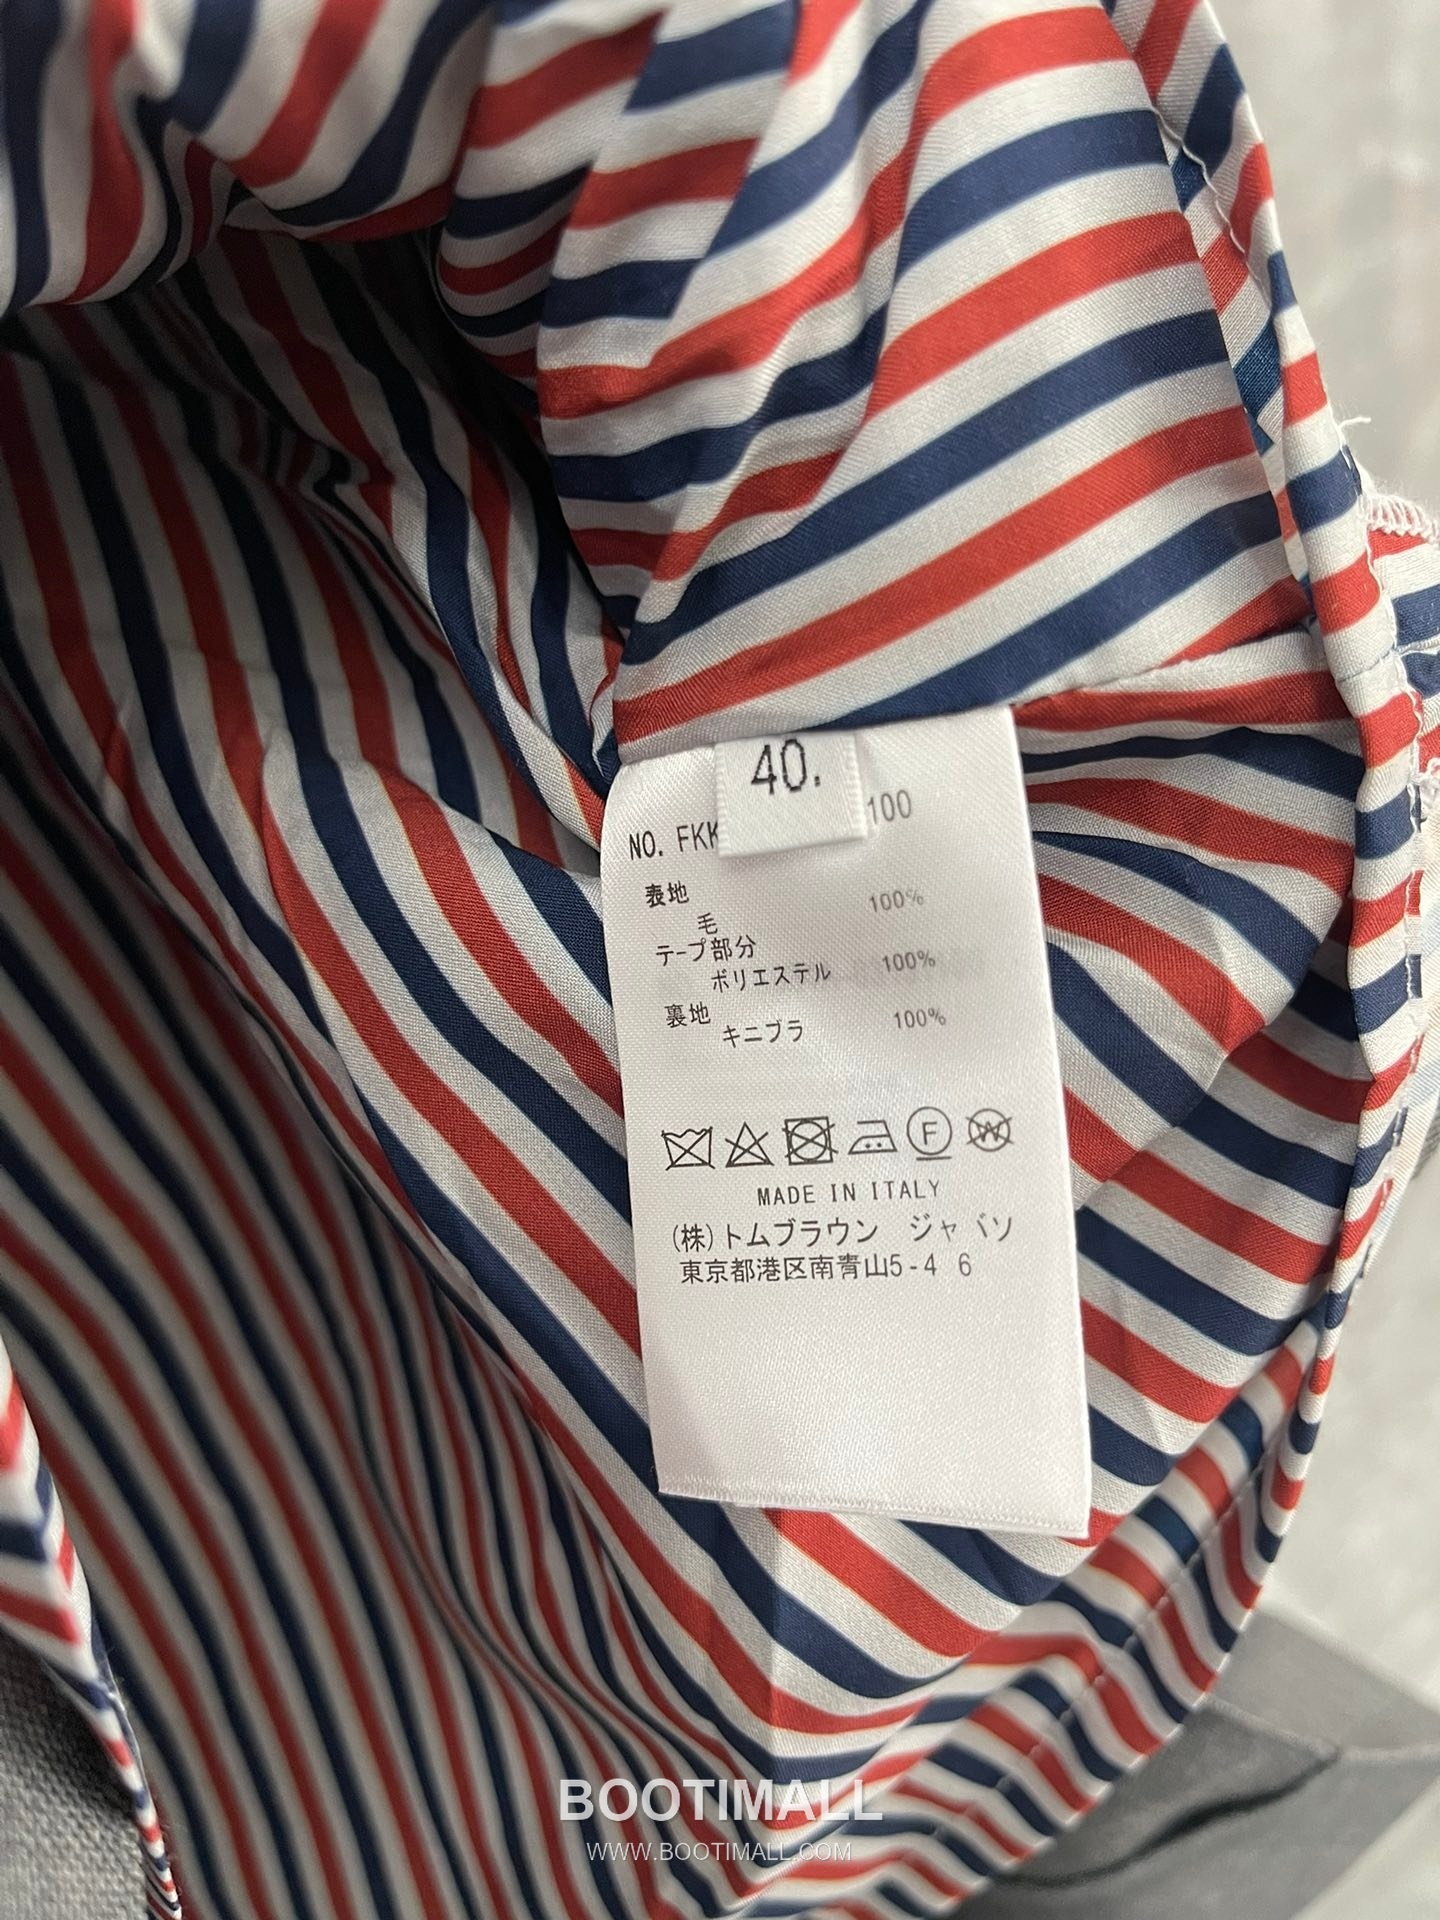 40.
NO. FKK 100
表地
毛 100%
テープ部分
ポリエステル 100%
裏地
キニプラ 100%
F W
MADE IN ITALY
(株)トムブラウン ジャパン
東京都港区南青山5-4 6
BOOTIMALL
WWW.BOOTIMALL.COM